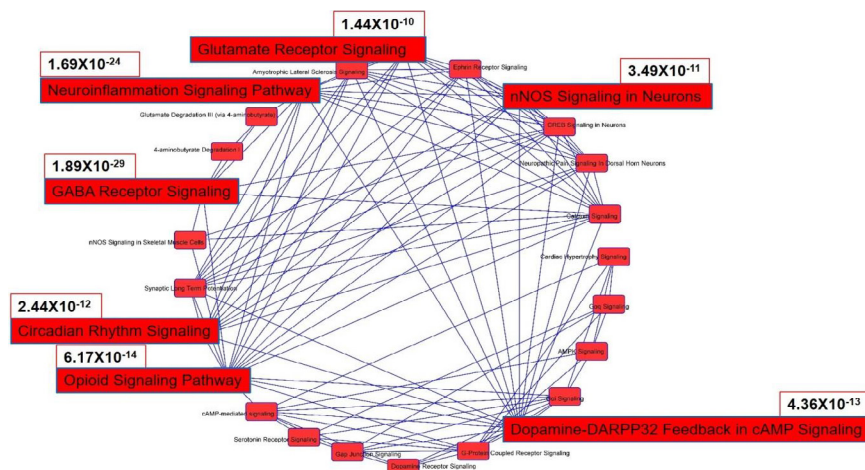 1.44X10-10
Glutamate Receptor Signaling
1.69X10-24
Amyotrophic Lateral Sclerosis Signaling
Ephrin Receptor Signaling
3.49X10-11
Neuroinflammation Signaling Pathway
nNOS Signaling in Neurons
Glutamate Degradation III (via 4-aminobutyrate)
CREB Signaling in Neurons
4-aminobutyrate Degradation I
Neuropathic Pain Signaling In Dorsal Horn Neurons
1.89X10-29
GABA Receptor Signaling
Calcium Signaling
nNOS Signaling in Skeletal Muscle Cells
Cardiac Hypertrophy Signaling
Synaptic Long Term Potentiation
2.44X10-12
Gαq Signaling
Circadian Rhythm Signaling
6.17X10-14
AMPK Signaling
Opioid Signaling Pathway
Gαi Signaling
4.36X10-13
cAMP-mediated signaling
Dopamine-DARPP32 Feedback in cAMP Signaling
Serotonin Receptor Signaling
Gap Junction Signaling
G-Protein Coupled Receptor Signaling
Dopamine Receptor Signaling